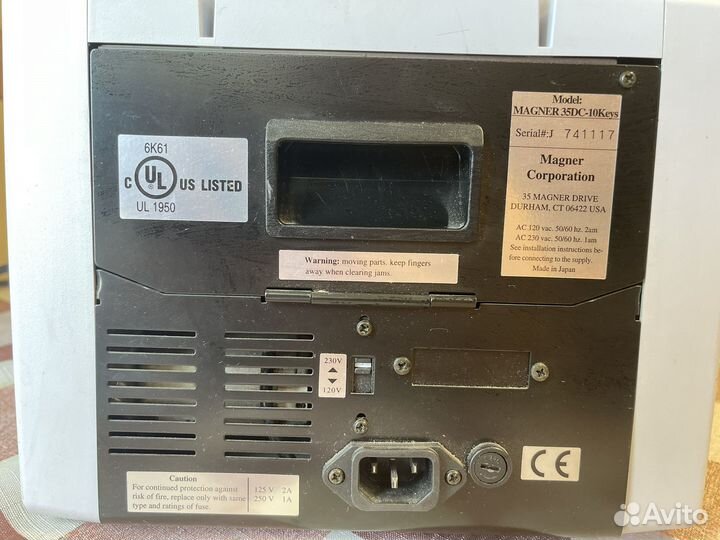 Model:
MAGNER 35DC-10Keys
Serial#:J 741117
Magner
Corporation
35 MAGNER DRIVE
DURHAM, CT 06422 USA
AC 120 vac. 50/60 hz. 2am
AC 230 vac. 50/60 hz. 1am
See installation instructions be-
fore connecting to the supply.
Made in Japan
6K61
C UL US LISTED
UL 1950
Warning: moving parts. keep fingers
away when clearing jams.
230V
120V
Caution
For continued protection against
risk of fire, replace only with same
type and ratings of fuse.
125 V 2A
250 V 1A
CE
Avito